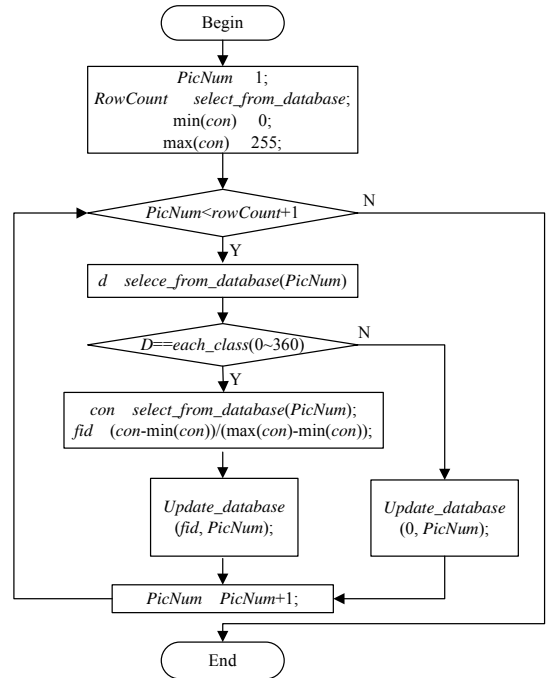 Begin
PicNum 1;
RowCount select_from_database;
min(con) 0;
max(con) 255;
PicNum<rowCount+1
N
Y
d selece_from_database(PicNum)
D==each_class(0~360)
N
Y
con select_from_database(PicNum);
fid (con-min(con))/(max(con)-min(con));
Update_database
(fid, PicNum);
Update_database
(0, PicNum);
PicNum PicNum+1;
End